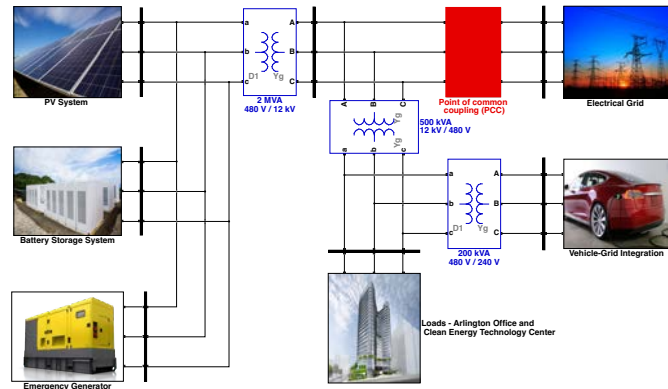 a
b
c
D1
Yg
A
B
C
PV System
2 MVA
480 V / 12 kV
Point of common
coupling (PCC)
Electrical Grid
A
B
C
Yg
Yg
a
b
c
500 kVA
12 kV / 480 V
Battery Storage System
a
b
c
D1
Yg
A
B
C
200 kVA
480 V / 240 V
Vehicle-Grid Integration
Emergency Generator
Loads - Arlington Office and
Clean Energy Technology Center